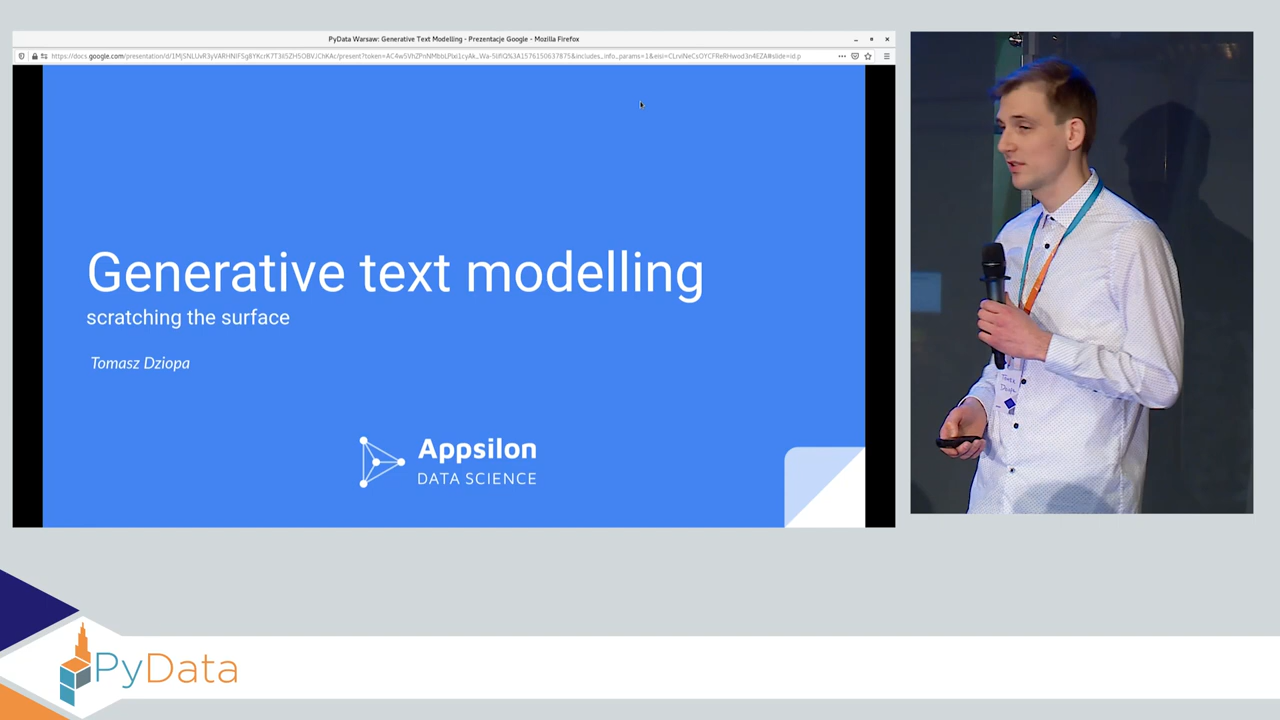 PyData Warsaw: Generative Text Modelling - Prezentacje Google - Mozilla Firefox
Generative text modelling
scratching the surface
Tomasz Dziopa
Appsilon
DATA SCIENCE
PyData